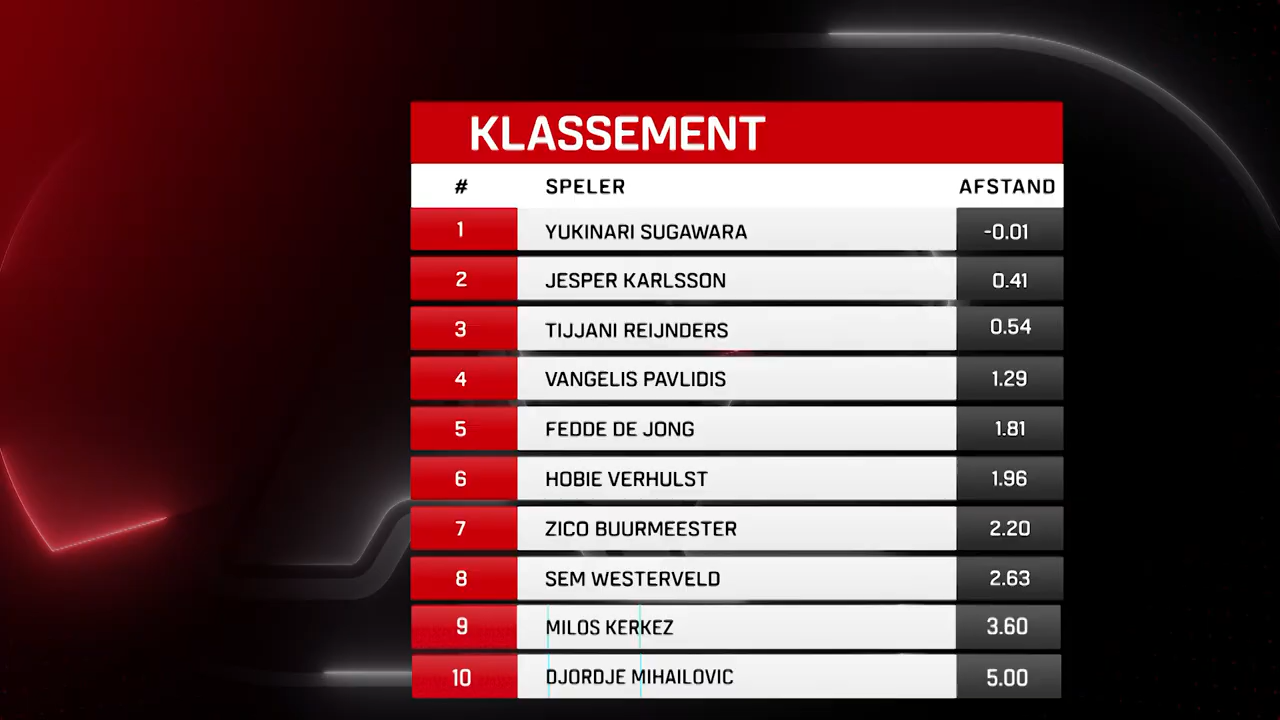 KLASSEMENT
# SPELER AFSTAND
1 YUKINARI SUGAWARA -0.01
2 JESPER KARLSSON 0.41
3 TIJJANI REIJNDERS 0.54
4 VANGELIS PAVLIDIS 1.29
5 FEDDE DE JONG 1.81
6 HOBIE VERHULST 1.96
7 ZICO BUURMEESTER 2.20
8 SEM WESTERVELD 2.63
9 MILOS KERKEZ 3.60
10 DJORDJE MIHAILOVIC 5.00